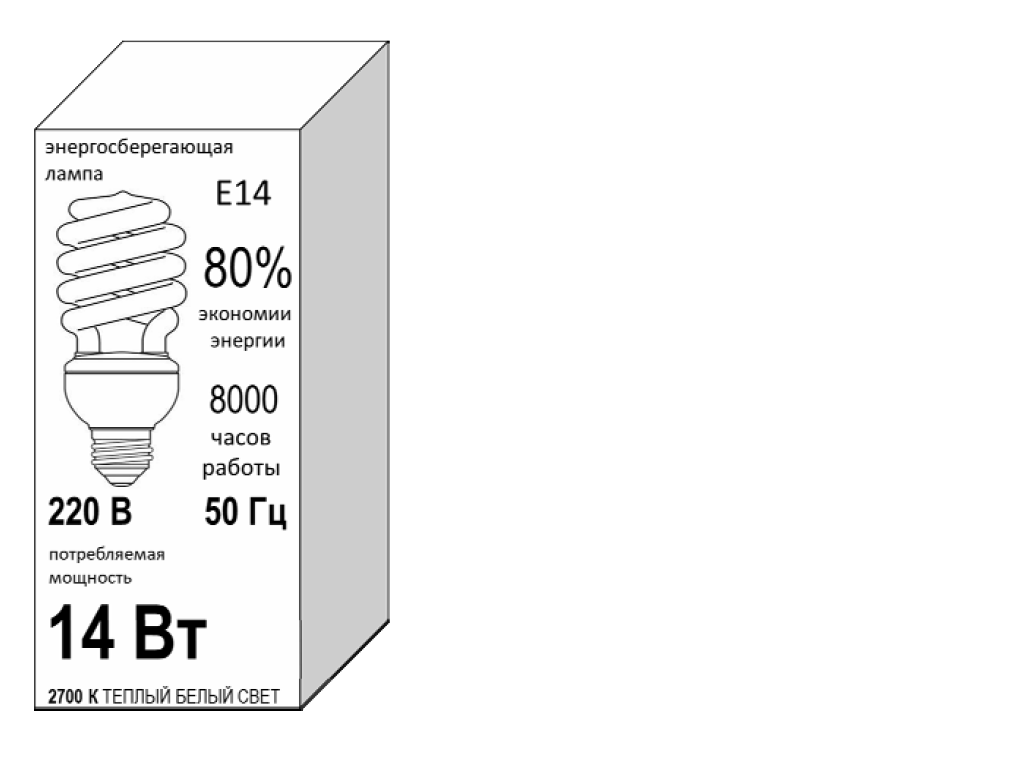 энергосберегающая
лампа
E14
80%
экономии
энергии
8000
часов
работы
220 В
50 Гц
потребляемая
мощность
14 Вт
2700 К ТЕПЛЫЙ БЕЛЫЙ СВЕТ